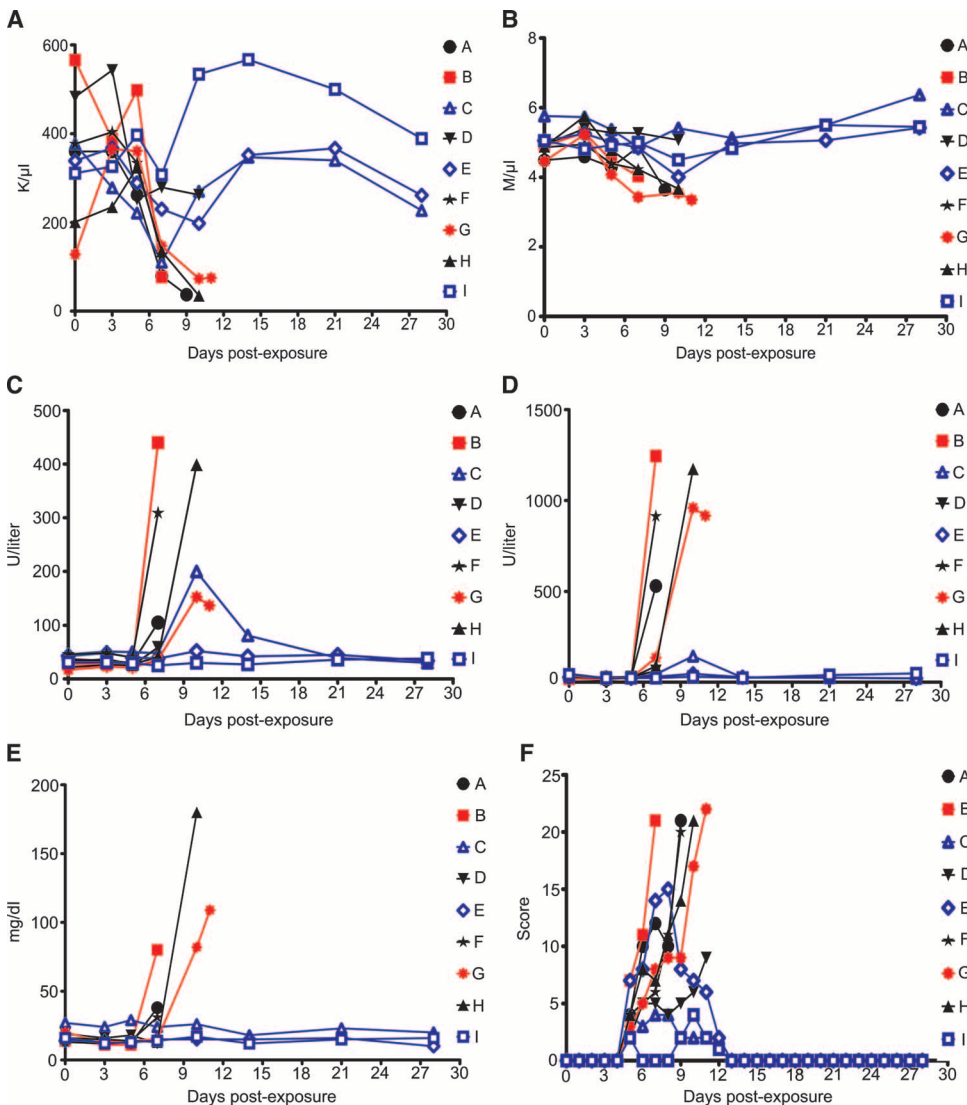 A
K/µl
600
400
200
0
0 3 6 9 12 15 18 21 24 27 30
Days post-exposure
A
B
C
D
E
F
G
H
I
B
M/µl
8
6
4
2
0
0 3 6 9 12 15 18 21 24 27 30
Days post-exposure
A
B
C
D
E
F
G
H
I
C
U/liter
500
400
300
200
100
0
0 3 6 9 12 15 18 21 24 27 30
Days post-exposure
A
B
C
D
E
F
G
H
I
D
U/liter
1500
1000
500
0
0 3 6 9 12 15 18 21 24 27 30
Days post-exposure
A
B
C
D
E
F
G
H
I
E
mg/dl
200
150
100
50
0
0 3 6 9 12 15 18 21 24 27 30
Days post-exposure
A
B
C
D
E
F
G
H
I
F
Score
25
20
15
10
5
0
0 3 6 9 12 15 18 21 24 27 30
Days post-exposure
A
B
C
D
E
F
G
H
I